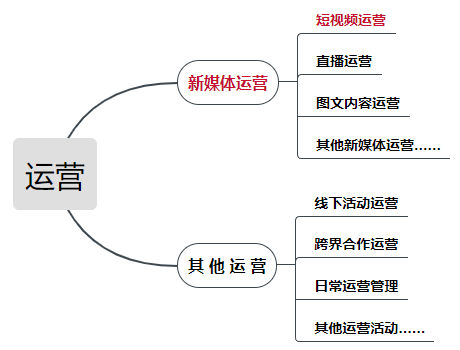 运营
新媒体运营
短视频运营
直播运营
图文内容运营
其他新媒体运营……
其他运营
线下活动运营
跨界合作运营
日常运营管理
其他运营活动……